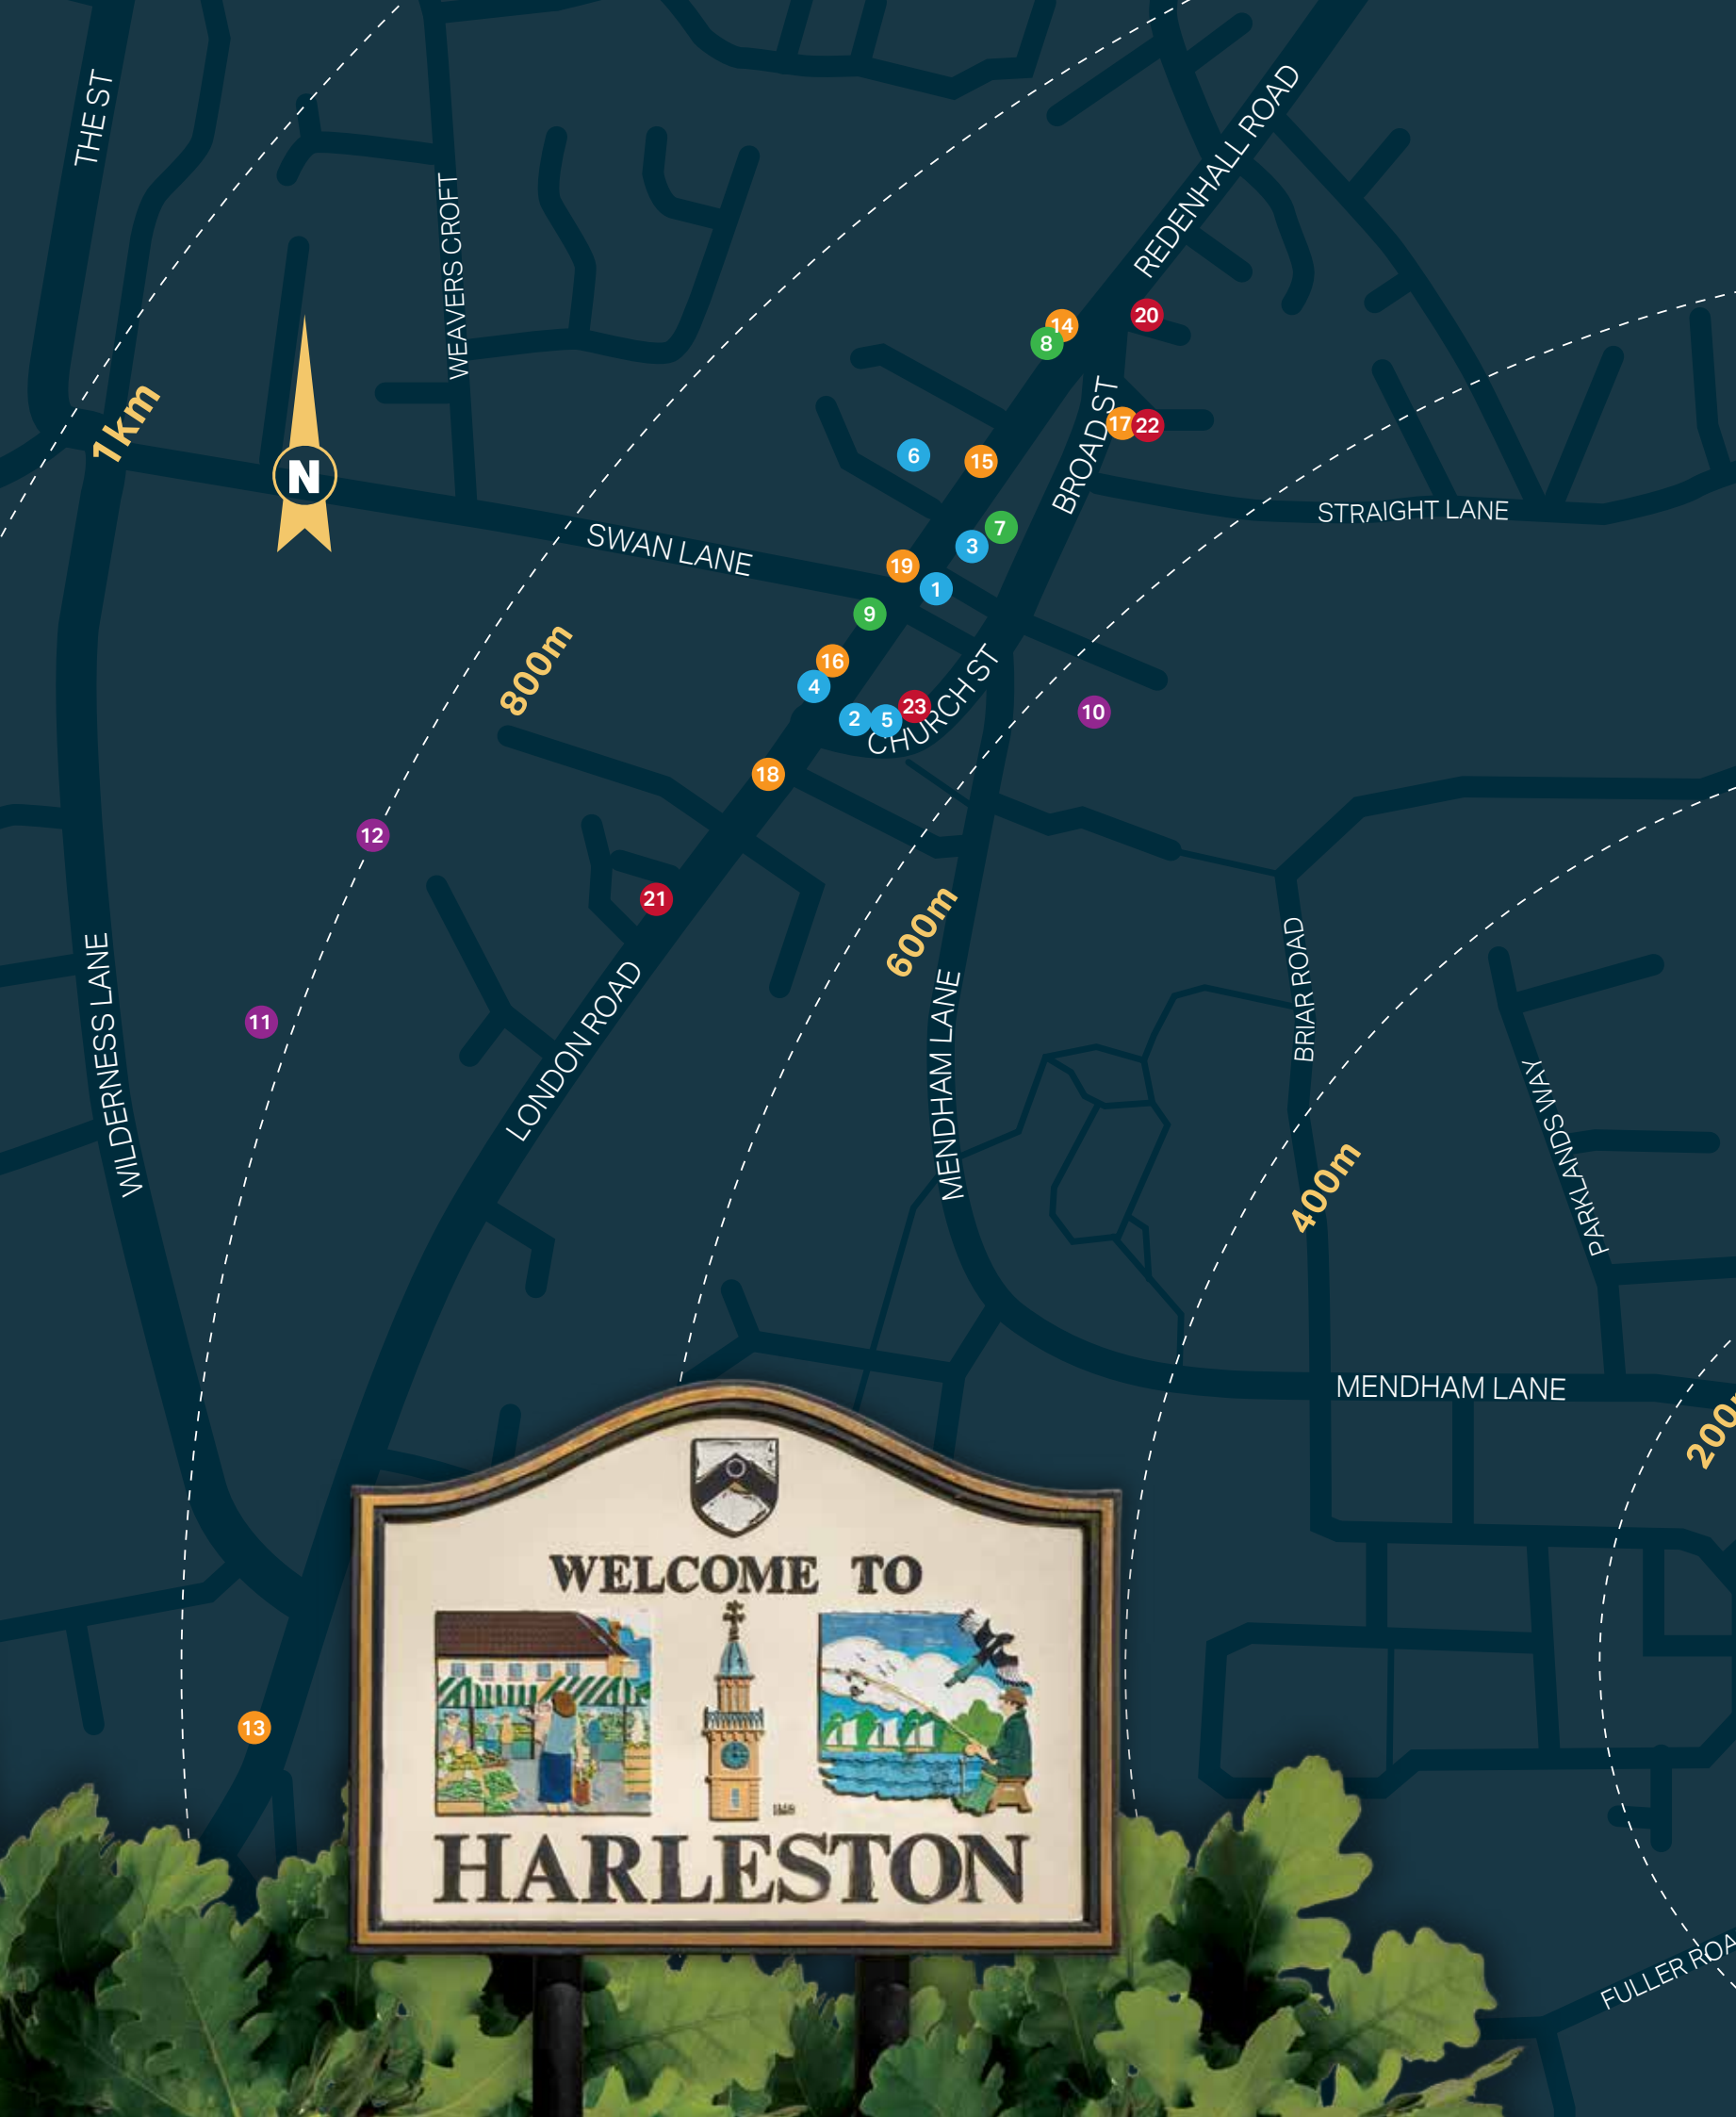 THE ST
WEAVERS CROFT
REDENHALL ROAD
14
20
8
1km
BROAD ST
17
22
6
15
N
STRAIGHT LANE
SWAN LANE
7
3
19
1
9
800m
16
4
CHURCH ST
23
2
5
10
18
12
21
600m
BRIAR ROAD
WILDERNESS LANE
LONDON ROAD
11
MENDHAM LANE
PARKLANDS WAY
400m
MENDHAM LANE
200
WELCOME TO
13
HARLESTON
FULLER ROA